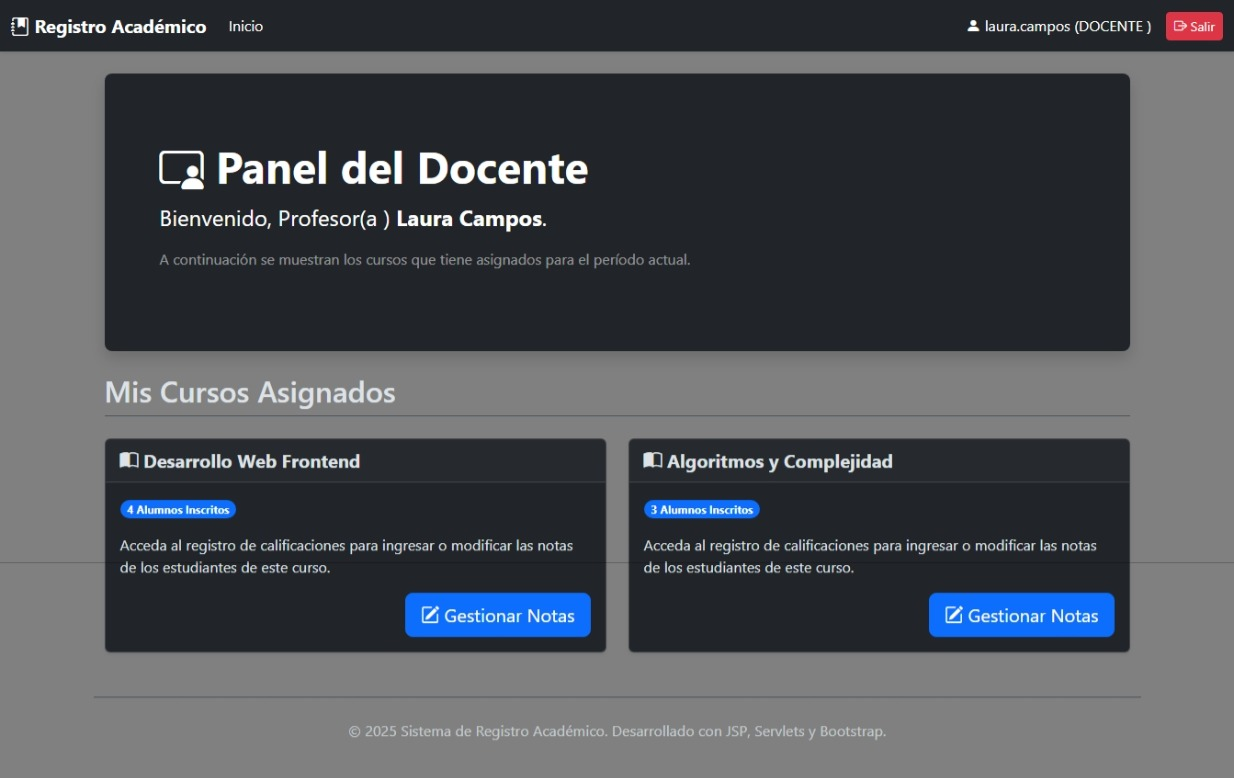 Registro Académico Inicio laura.campos (DOCENTE ) Salir
Panel del Docente
Bienvenido, Profesor(a ) Laura Campos.
A continuación se muestran los cursos que tiene asignados para el período actual.
Mis Cursos Asignados
Desarrollo Web Frontend
4 Alumnos Inscritos
Acceda al registro de calificaciones para ingresar o modificar las notas
de los estudiantes de este curso.
Gestionar Notas
Algoritmos y Complejidad
3 Alumnos Inscritos
Acceda al registro de calificaciones para ingresar o modificar las notas
de los estudiantes de este curso.
Gestionar Notas
© 2025 Sistema de Registro Académico. Desarrollado con JSP, Servlets y Bootstrap.